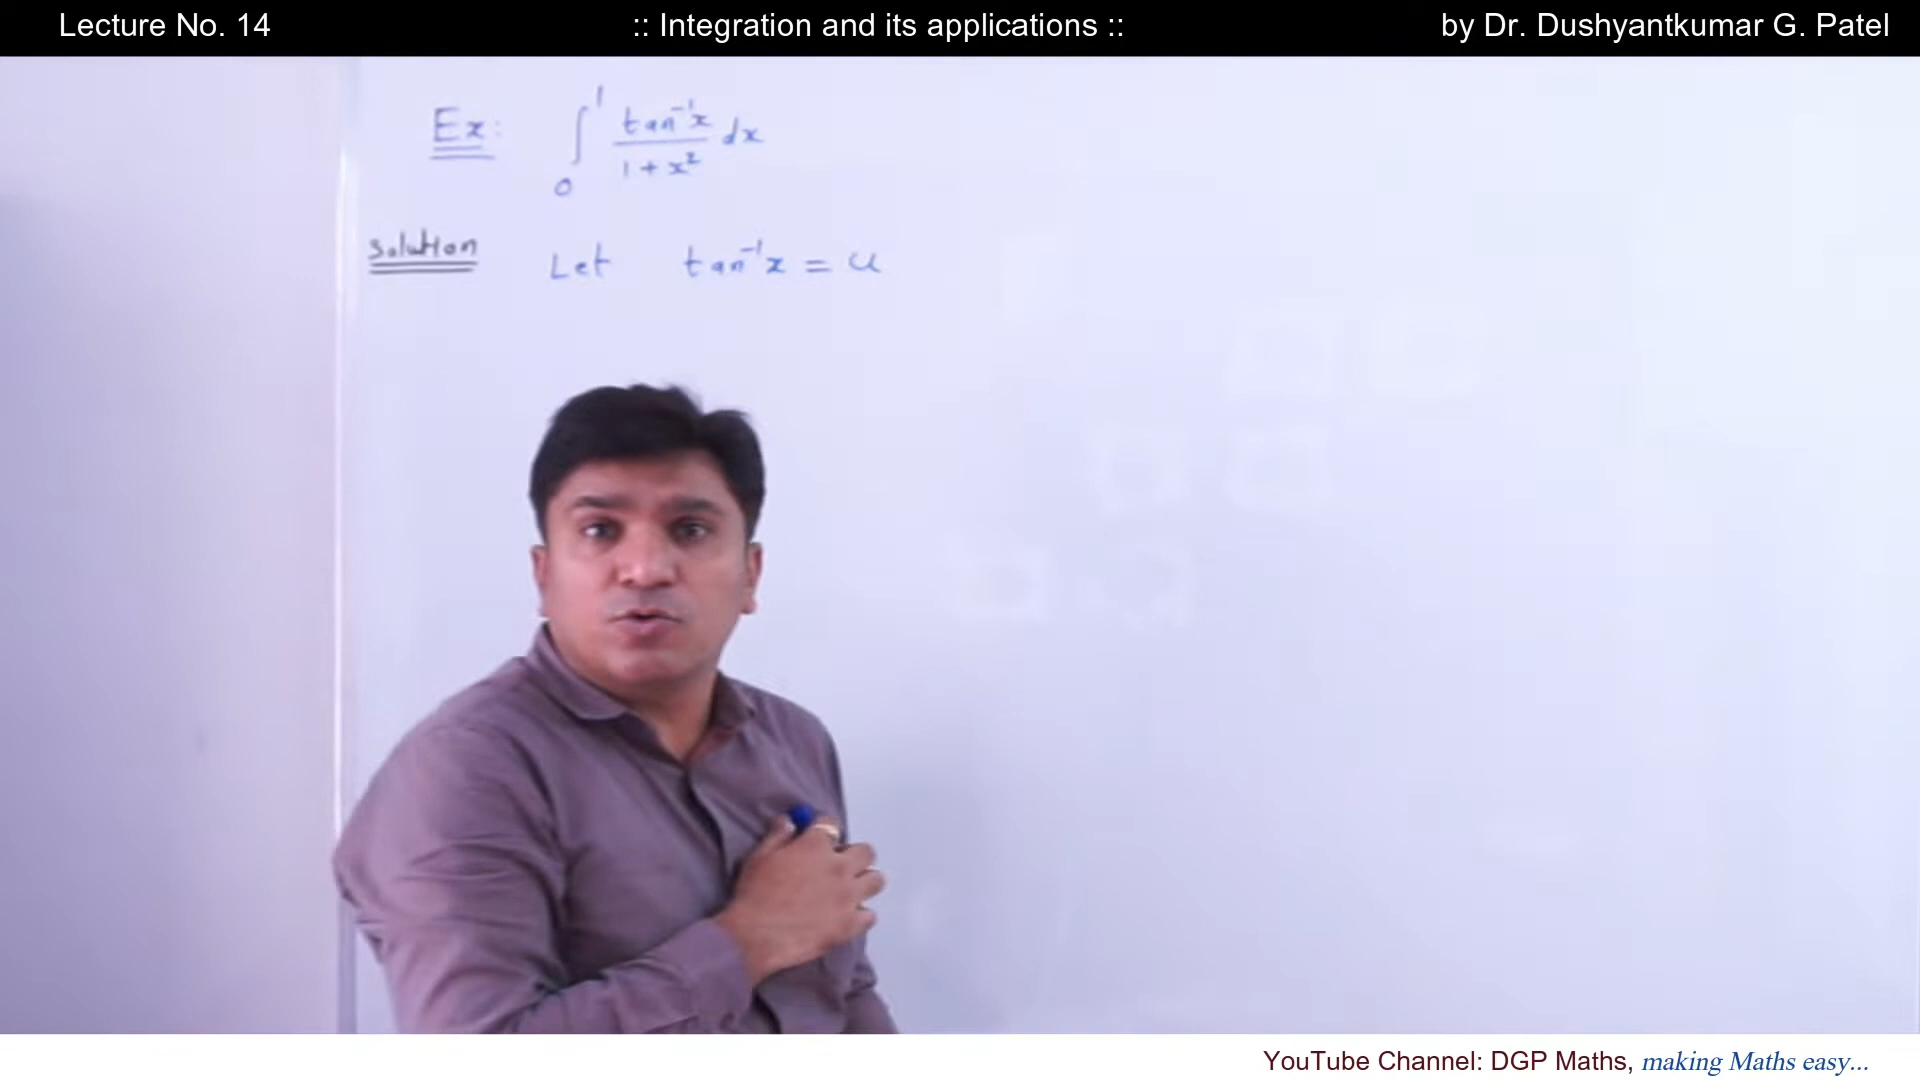 Lecture No. 14 :: Integration and its applications :: by Dr. Dushyantkumar G. Patel
Ex: ∫₀¹ tan⁻¹x / 1 + x² dx
Solution Let tan⁻¹x = u
YouTube Channel: DGP Maths, making Maths easy...